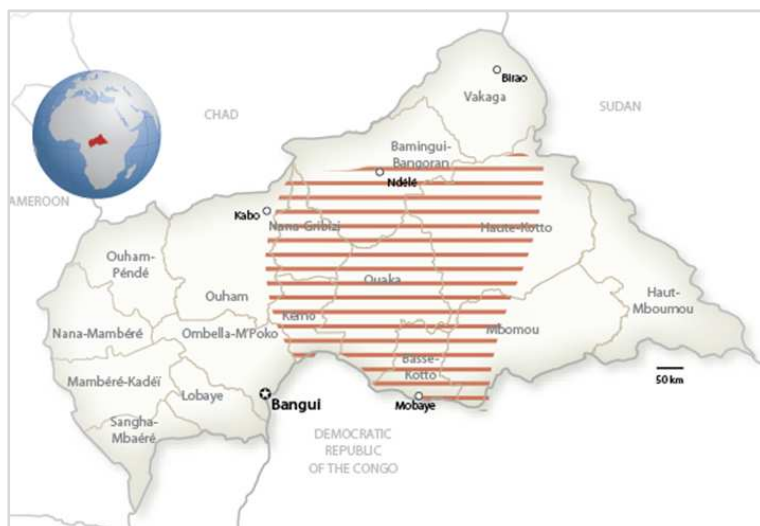 Birao
Vakaga
SUDAN
CHAD
Bamingui-
Bangoran
Ndélé
AMEROON
Kabo
Nana-Gribizi
Haute-Kotto
Ouham-
Péndé
Ouaka
Ouham
Haut-
Mboumou
Kémo
Nana-Mambéré
Ombella-M'Poko
Mbomou
Basse-
Kotto
50 km
Mambéré-Kadéï
Lobaye
Bangui
Mobaye
Sangha-
Mbaéré
DEMOCRATIC
REPUBLIC
OF THE CONGO